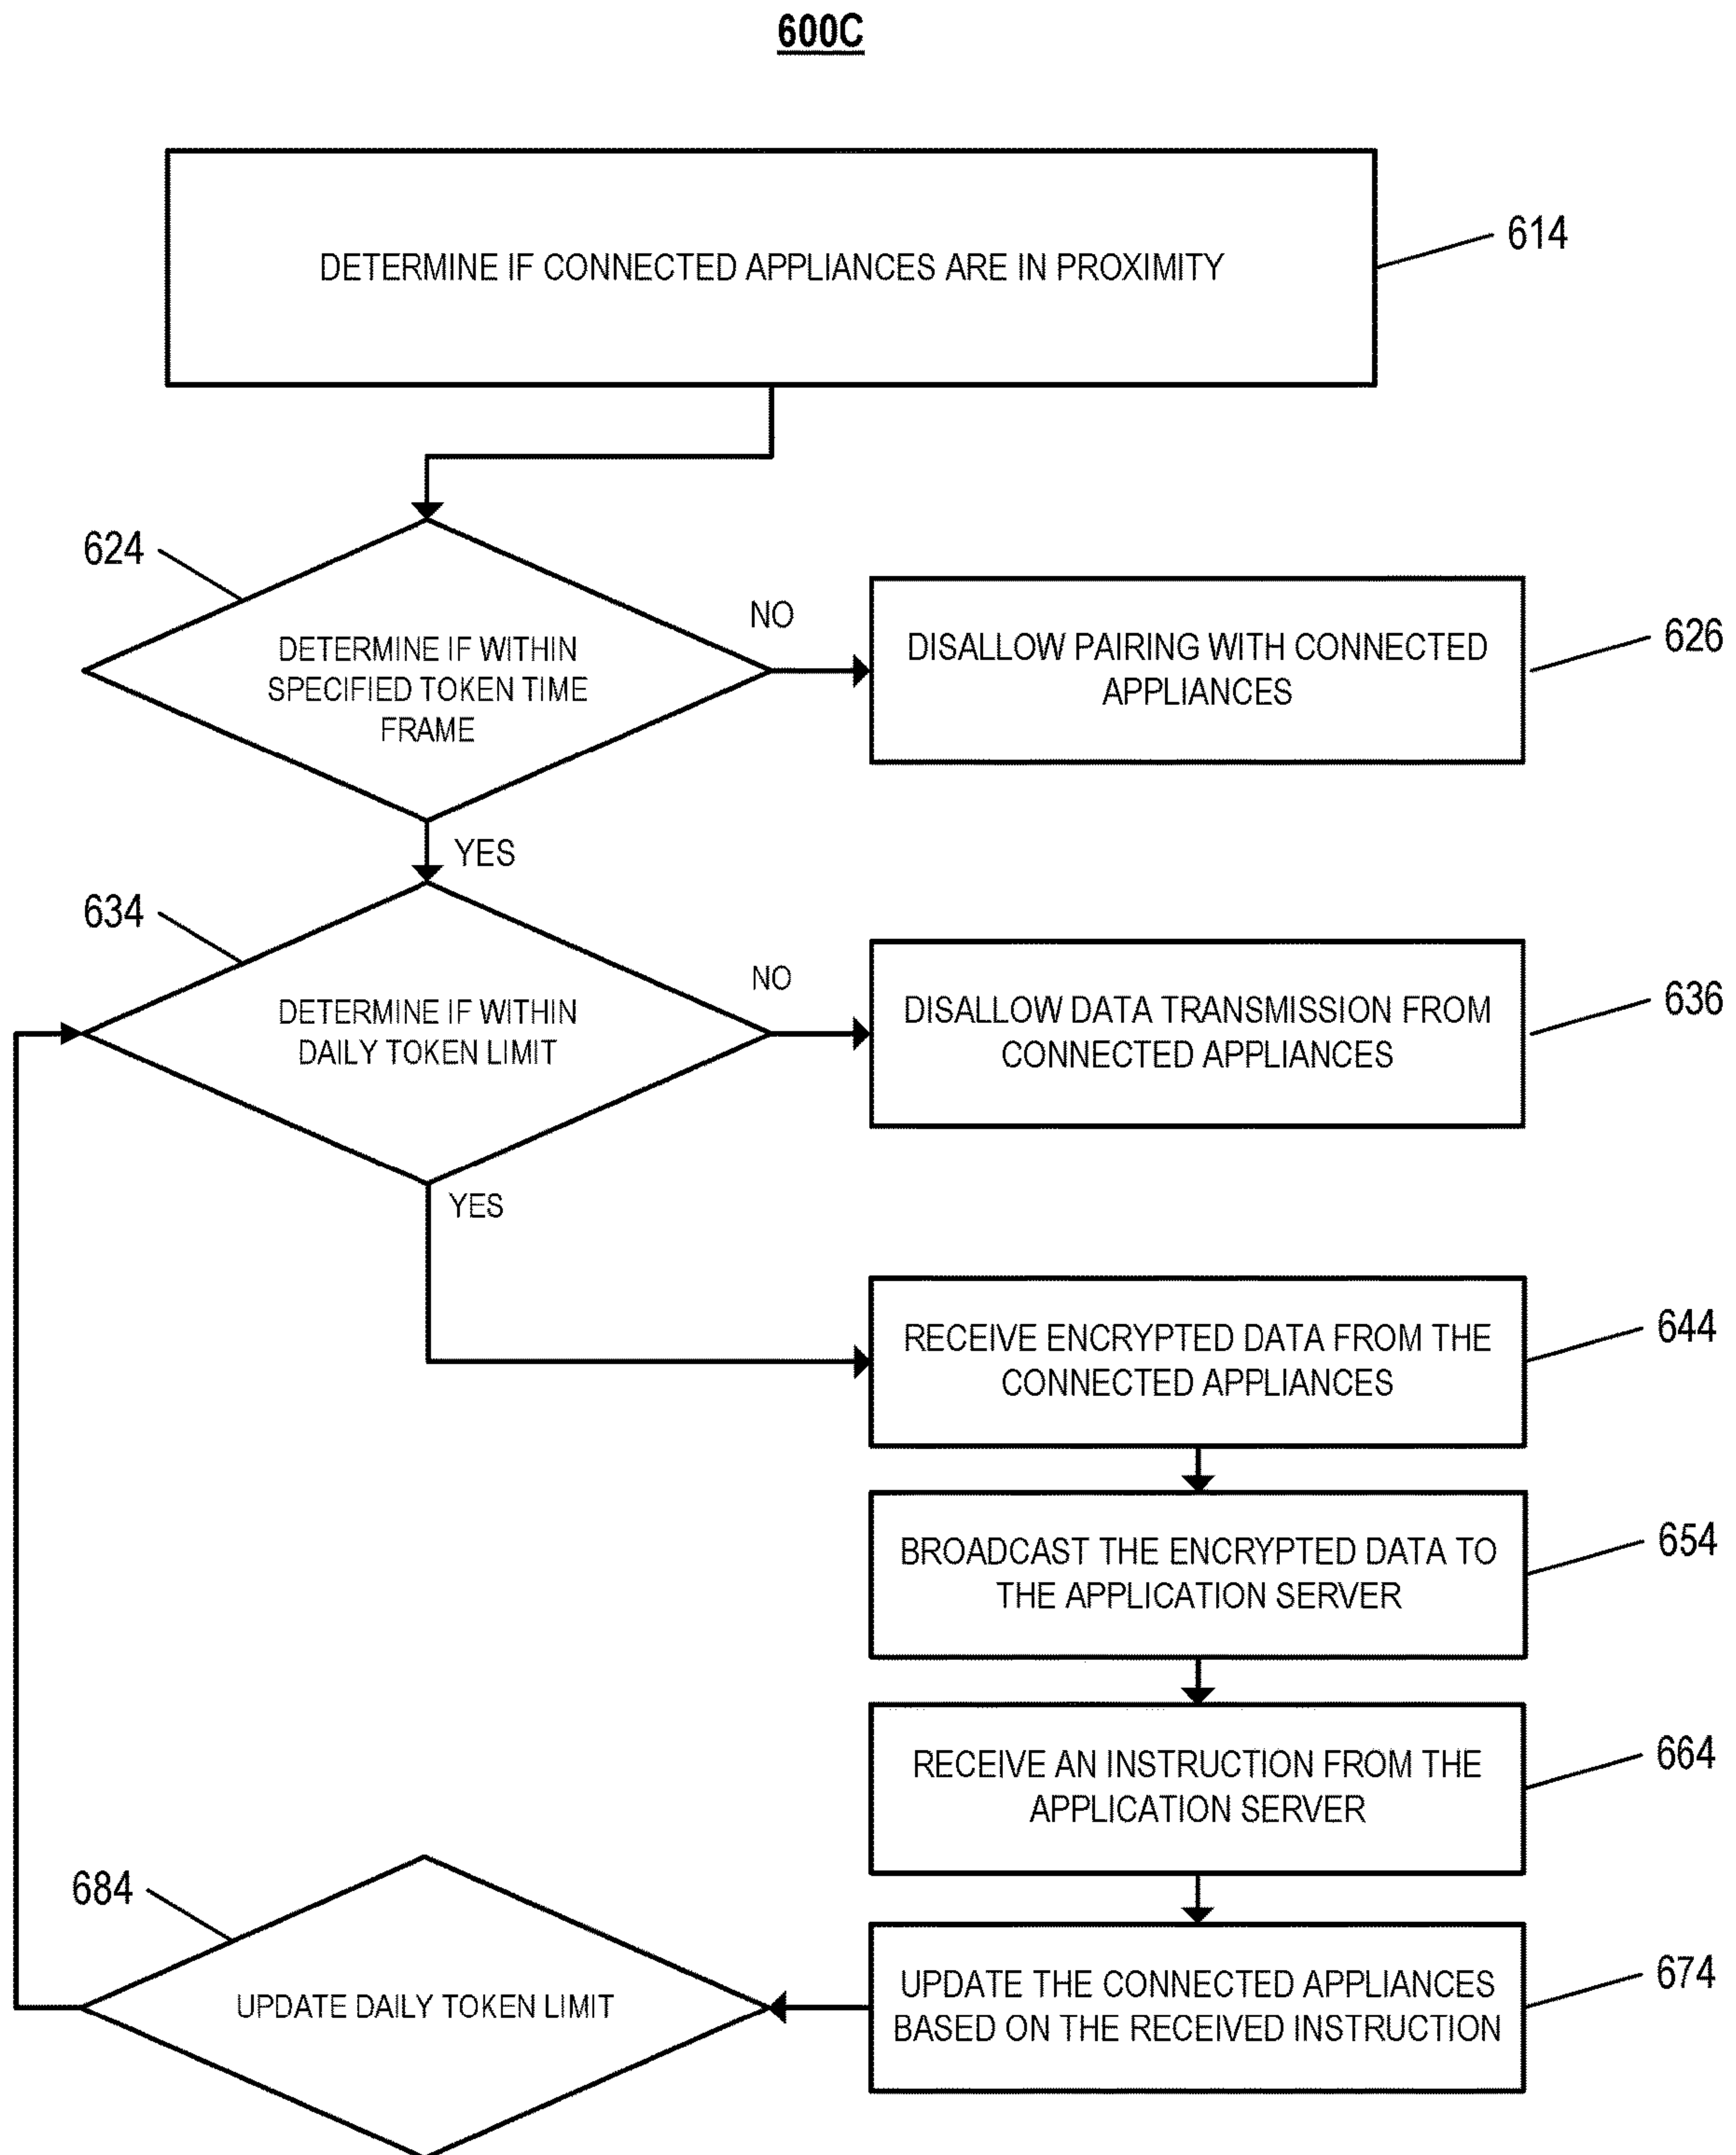 600C
DETERMINE IF CONNECTED APPLIANCES ARE IN PROXIMITY
614
624
DETERMINE IF WITHIN
SPECIFIED TOKEN TIME
FRAME
NO
DISALLOW PAIRING WITH CONNECTED
APPLIANCES
626
YES
634
DETERMINE IF WITHIN
DAILY TOKEN LIMIT
NO
DISALLOW DATA TRANSMISSION FROM
CONNECTED APPLIANCES
636
YES
RECEIVE ENCRYPTED DATA FROM THE
CONNECTED APPLIANCES
644
BROADCAST THE ENCRYPTED DATA TO
THE APPLICATION SERVER
654
RECEIVE AN INSTRUCTION FROM THE
APPLICATION SERVER
664
684
UPDATE DAILY TOKEN LIMIT
UPDATE THE CONNECTED APPLIANCES
BASED ON THE RECEIVED INSTRUCTION
674